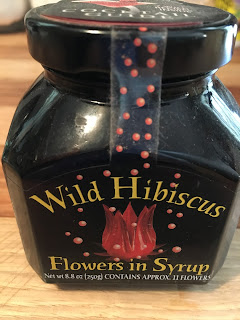 Wild Hibiscus
Flowers in Syrup
Net wt 8.8 oz (250g) CONTAINS APPROX 11 FLOWERS